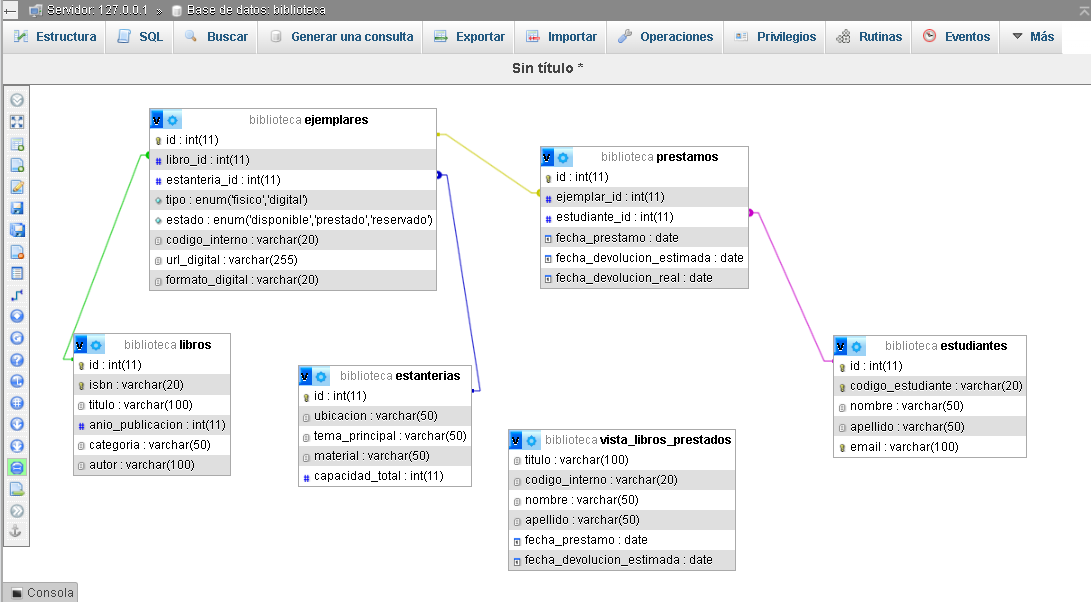 Servidor: 127.0.0.1 » Base de datos: biblioteca
Estructura SQL Buscar Generar una consulta Exportar Importar Operaciones Privilegios Rutinas Eventos Más
Sin título *
biblioteca ejemplares
id : int(11)
libro_id : int(11)
estanteria_id : int(11)
tipo : enum('fisico','digital')
estado : enum('disponible','prestado','reservado')
codigo_interno : varchar(20)
url_digital : varchar(255)
formato_digital : varchar(20)
biblioteca prestamos
id : int(11)
ejemplar_id : int(11)
estudiante_id : int(11)
fecha_prestamo : date
fecha_devolucion_estimada : date
fecha_devolucion_real : date
biblioteca libros
id : int(11)
isbn : varchar(20)
titulo : varchar(100)
anio_publicacion : int(11)
categoria : varchar(50)
autor : varchar(100)
biblioteca estanterias
id : int(11)
ubicacion : varchar(50)
tema_principal : varchar(50)
material : varchar(50)
capacidad_total : int(11)
biblioteca estudiantes
id : int(11)
codigo_estudiante : varchar(20)
nombre : varchar(50)
apellido : varchar(50)
email : varchar(100)
biblioteca vista_libros_prestados
titulo : varchar(100)
codigo_interno : varchar(20)
nombre : varchar(50)
apellido : varchar(50)
fecha_prestamo : date
fecha_devolucion_estimada : date
Consola